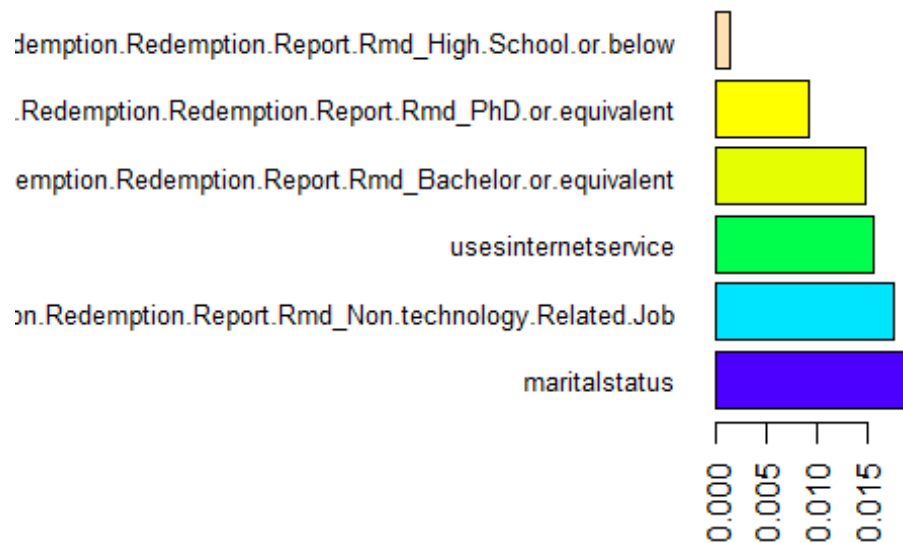 demption.Redemption.Report.Rmd_High.School.or.below
.Redemption.Redemption.Report.Rmd_PhD.or.equivalent
emption.Redemption.Report.Rmd_Bachelor.or.equivalent
usesinternetservice
on.Redemption.Report.Rmd_Non.technology.Related.Job
maritalstatus
0.000
0.005
0.010
0.015